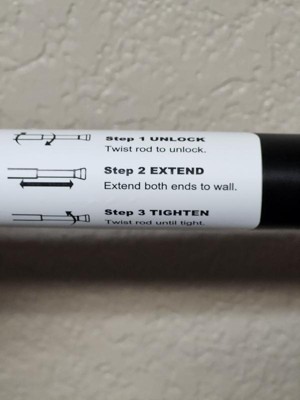 Step 1 UNLOCK
Twist rod to unlock.
Step 2 EXTEND
Extend both ends to wall.
Step 3 TIGHTEN
Twist rod until tight.